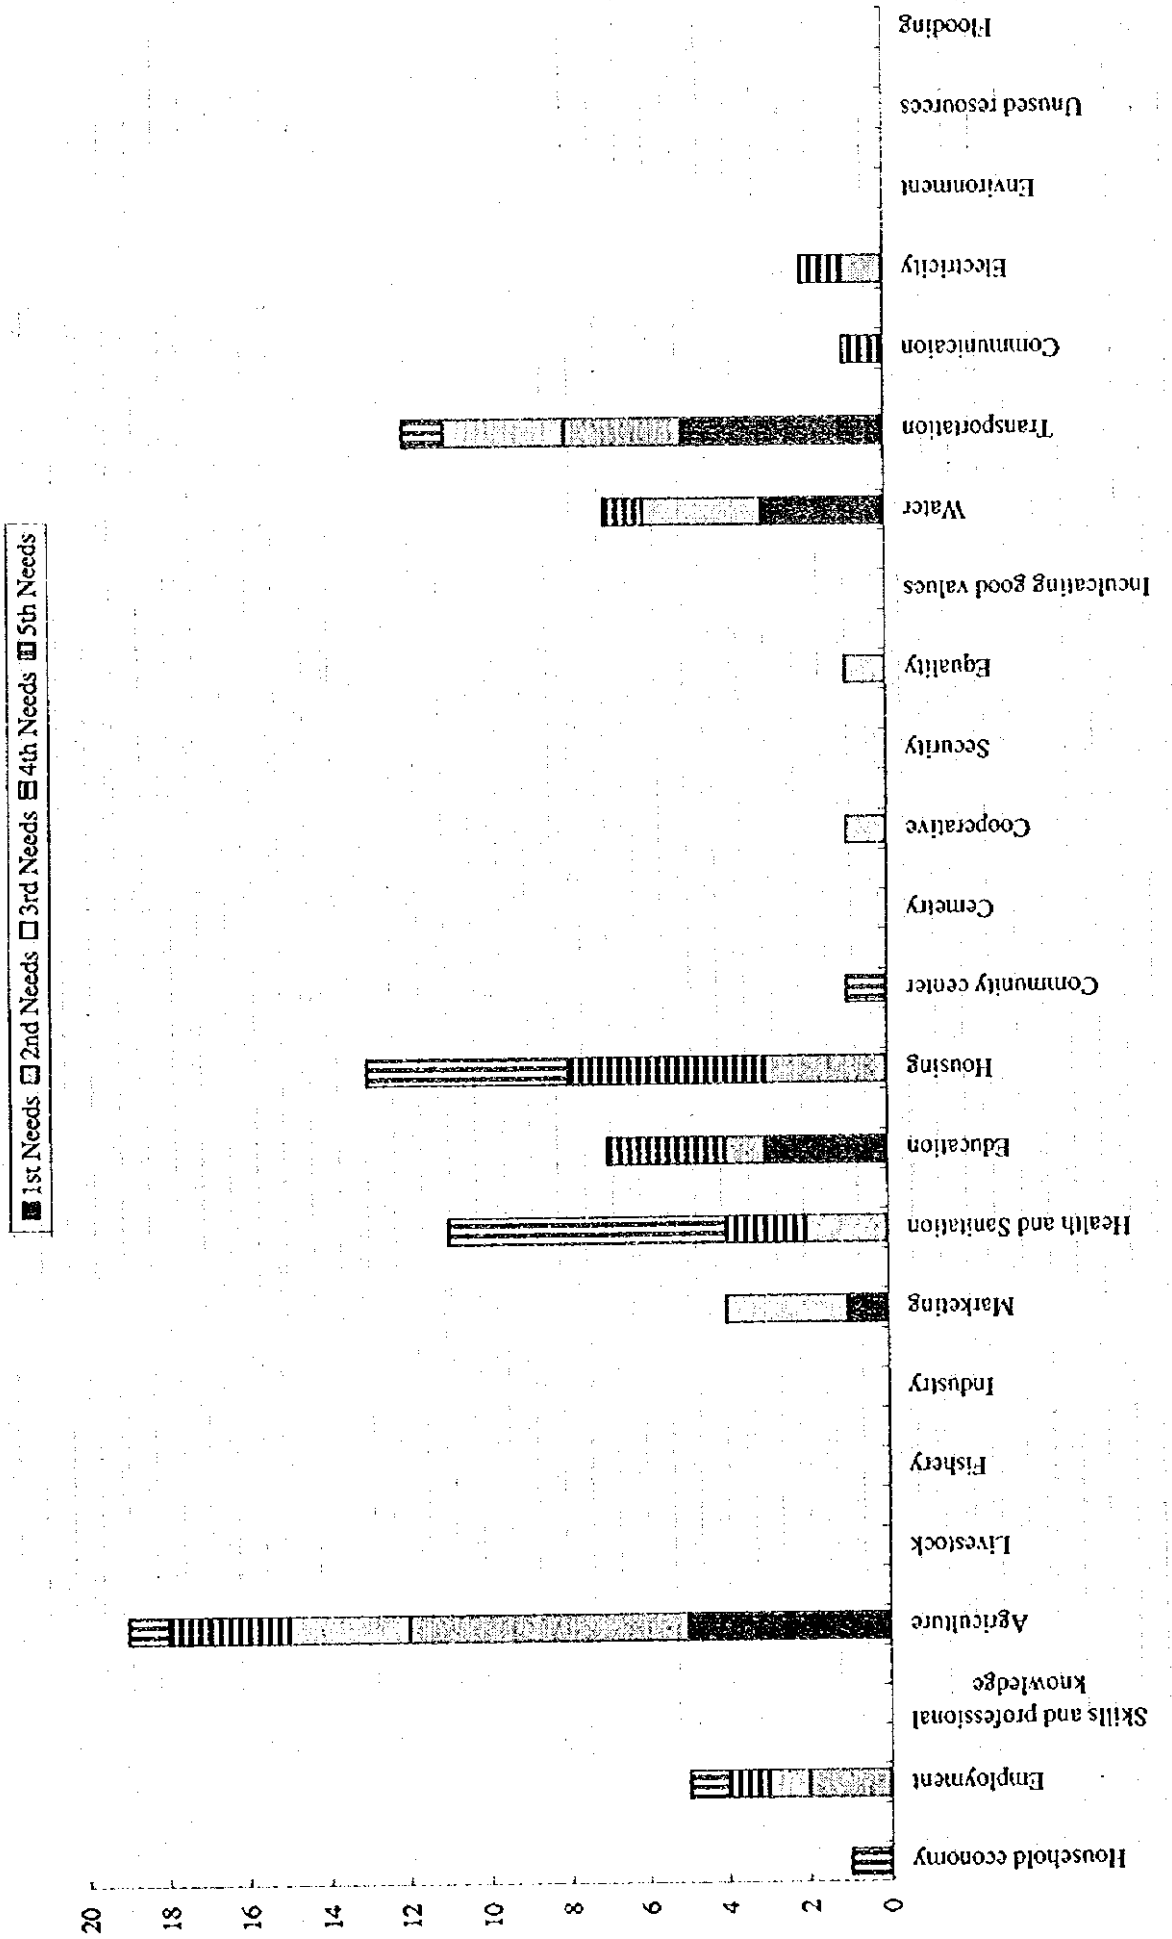 1st Needs 2nd Needs 3rd Needs 4th Needs 5th Needs
20
18
16
14
12
10
8
6
4
2
0
Household economy
Employment
Skills and professional
knowledge
Agriculture
Livestock
Fishery
Industry
Marketing
Health and Sanitation
Education
Housing
Community center
Cemetry
Cooperative
Security
Equality
Inculcating good values
Water
Transportation
Communicaion
Electricity
Environment
Unused resources
Flooding